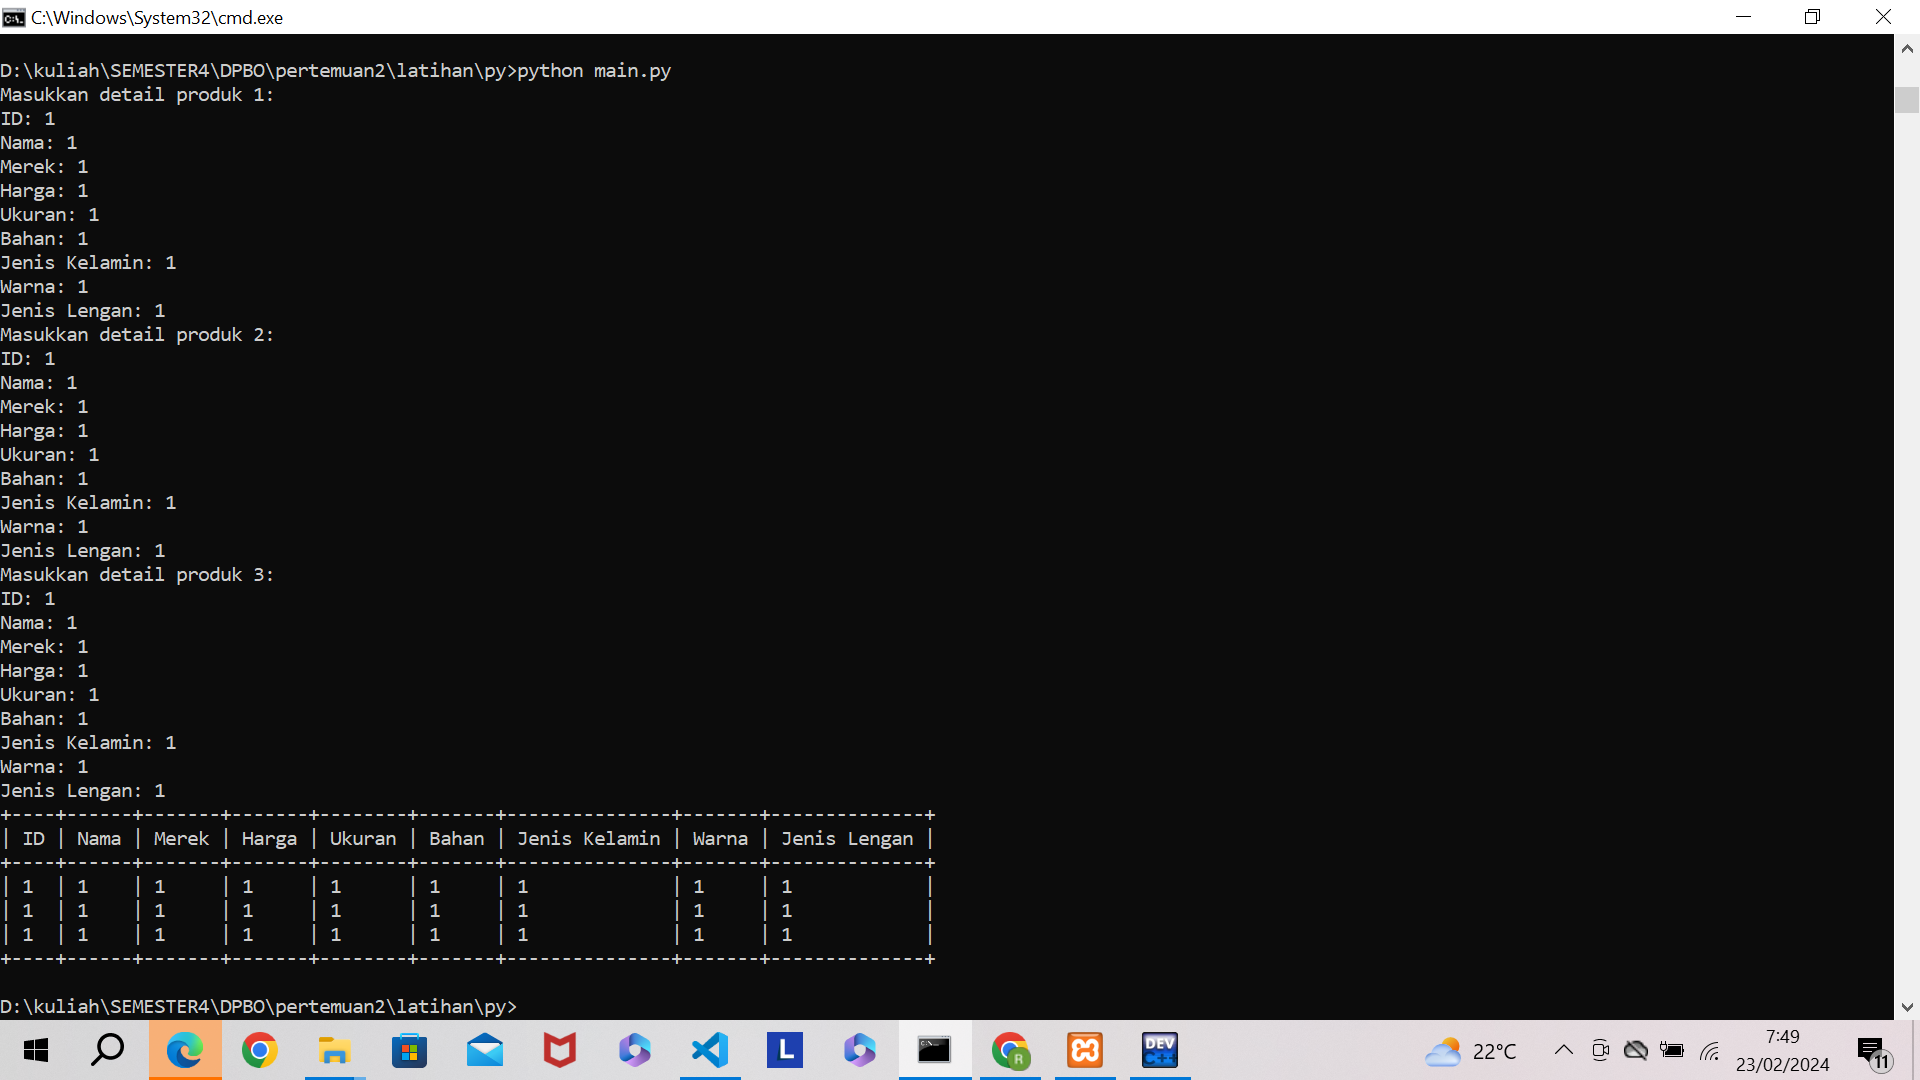 C:\Windows\System32\cmd.exe
D:\kuliah\SEMESTER4\DPBO\pertemuan2\latihan\py>python main.py
Masukkan detail produk 1:
ID: 1
Nama: 1
Merek: 1
Harga: 1
Ukuran: 1
Bahan: 1
Jenis Kelamin: 1
Warna: 1
Jenis Lengan: 1
Masukkan detail produk 2:
ID: 1
Nama: 1
Merek: 1
Harga: 1
Ukuran: 1
Bahan: 1
Jenis Kelamin: 1
Warna: 1
Jenis Lengan: 1
Masukkan detail produk 3:
ID: 1
Nama: 1
Merek: 1
Harga: 1
Ukuran: 1
Bahan: 1
Jenis Kelamin: 1
Warna: 1
Jenis Lengan: 1
+----+------+-------+-------+--------+-------+---------------+-------+--------------+
| ID | Nama | Merek | Harga | Ukuran | Bahan | Jenis Kelamin | Warna | Jenis Lengan |
+----+------+-------+-------+--------+-------+---------------+-------+--------------+
| 1  | 1    | 1     | 1     | 1      | 1     | 1             | 1     | 1            |
| 1  | 1    | 1     | 1     | 1      | 1     | 1             | 1     | 1            |
| 1  | 1    | 1     | 1     | 1      | 1     | 1             | 1     | 1            |
+----+------+-------+-------+--------+-------+---------------+-------+--------------+
D:\kuliah\SEMESTER4\DPBO\pertemuan2\latihan\py>
L
R
DEV
C++
22°C
7:49
23/02/2024
11